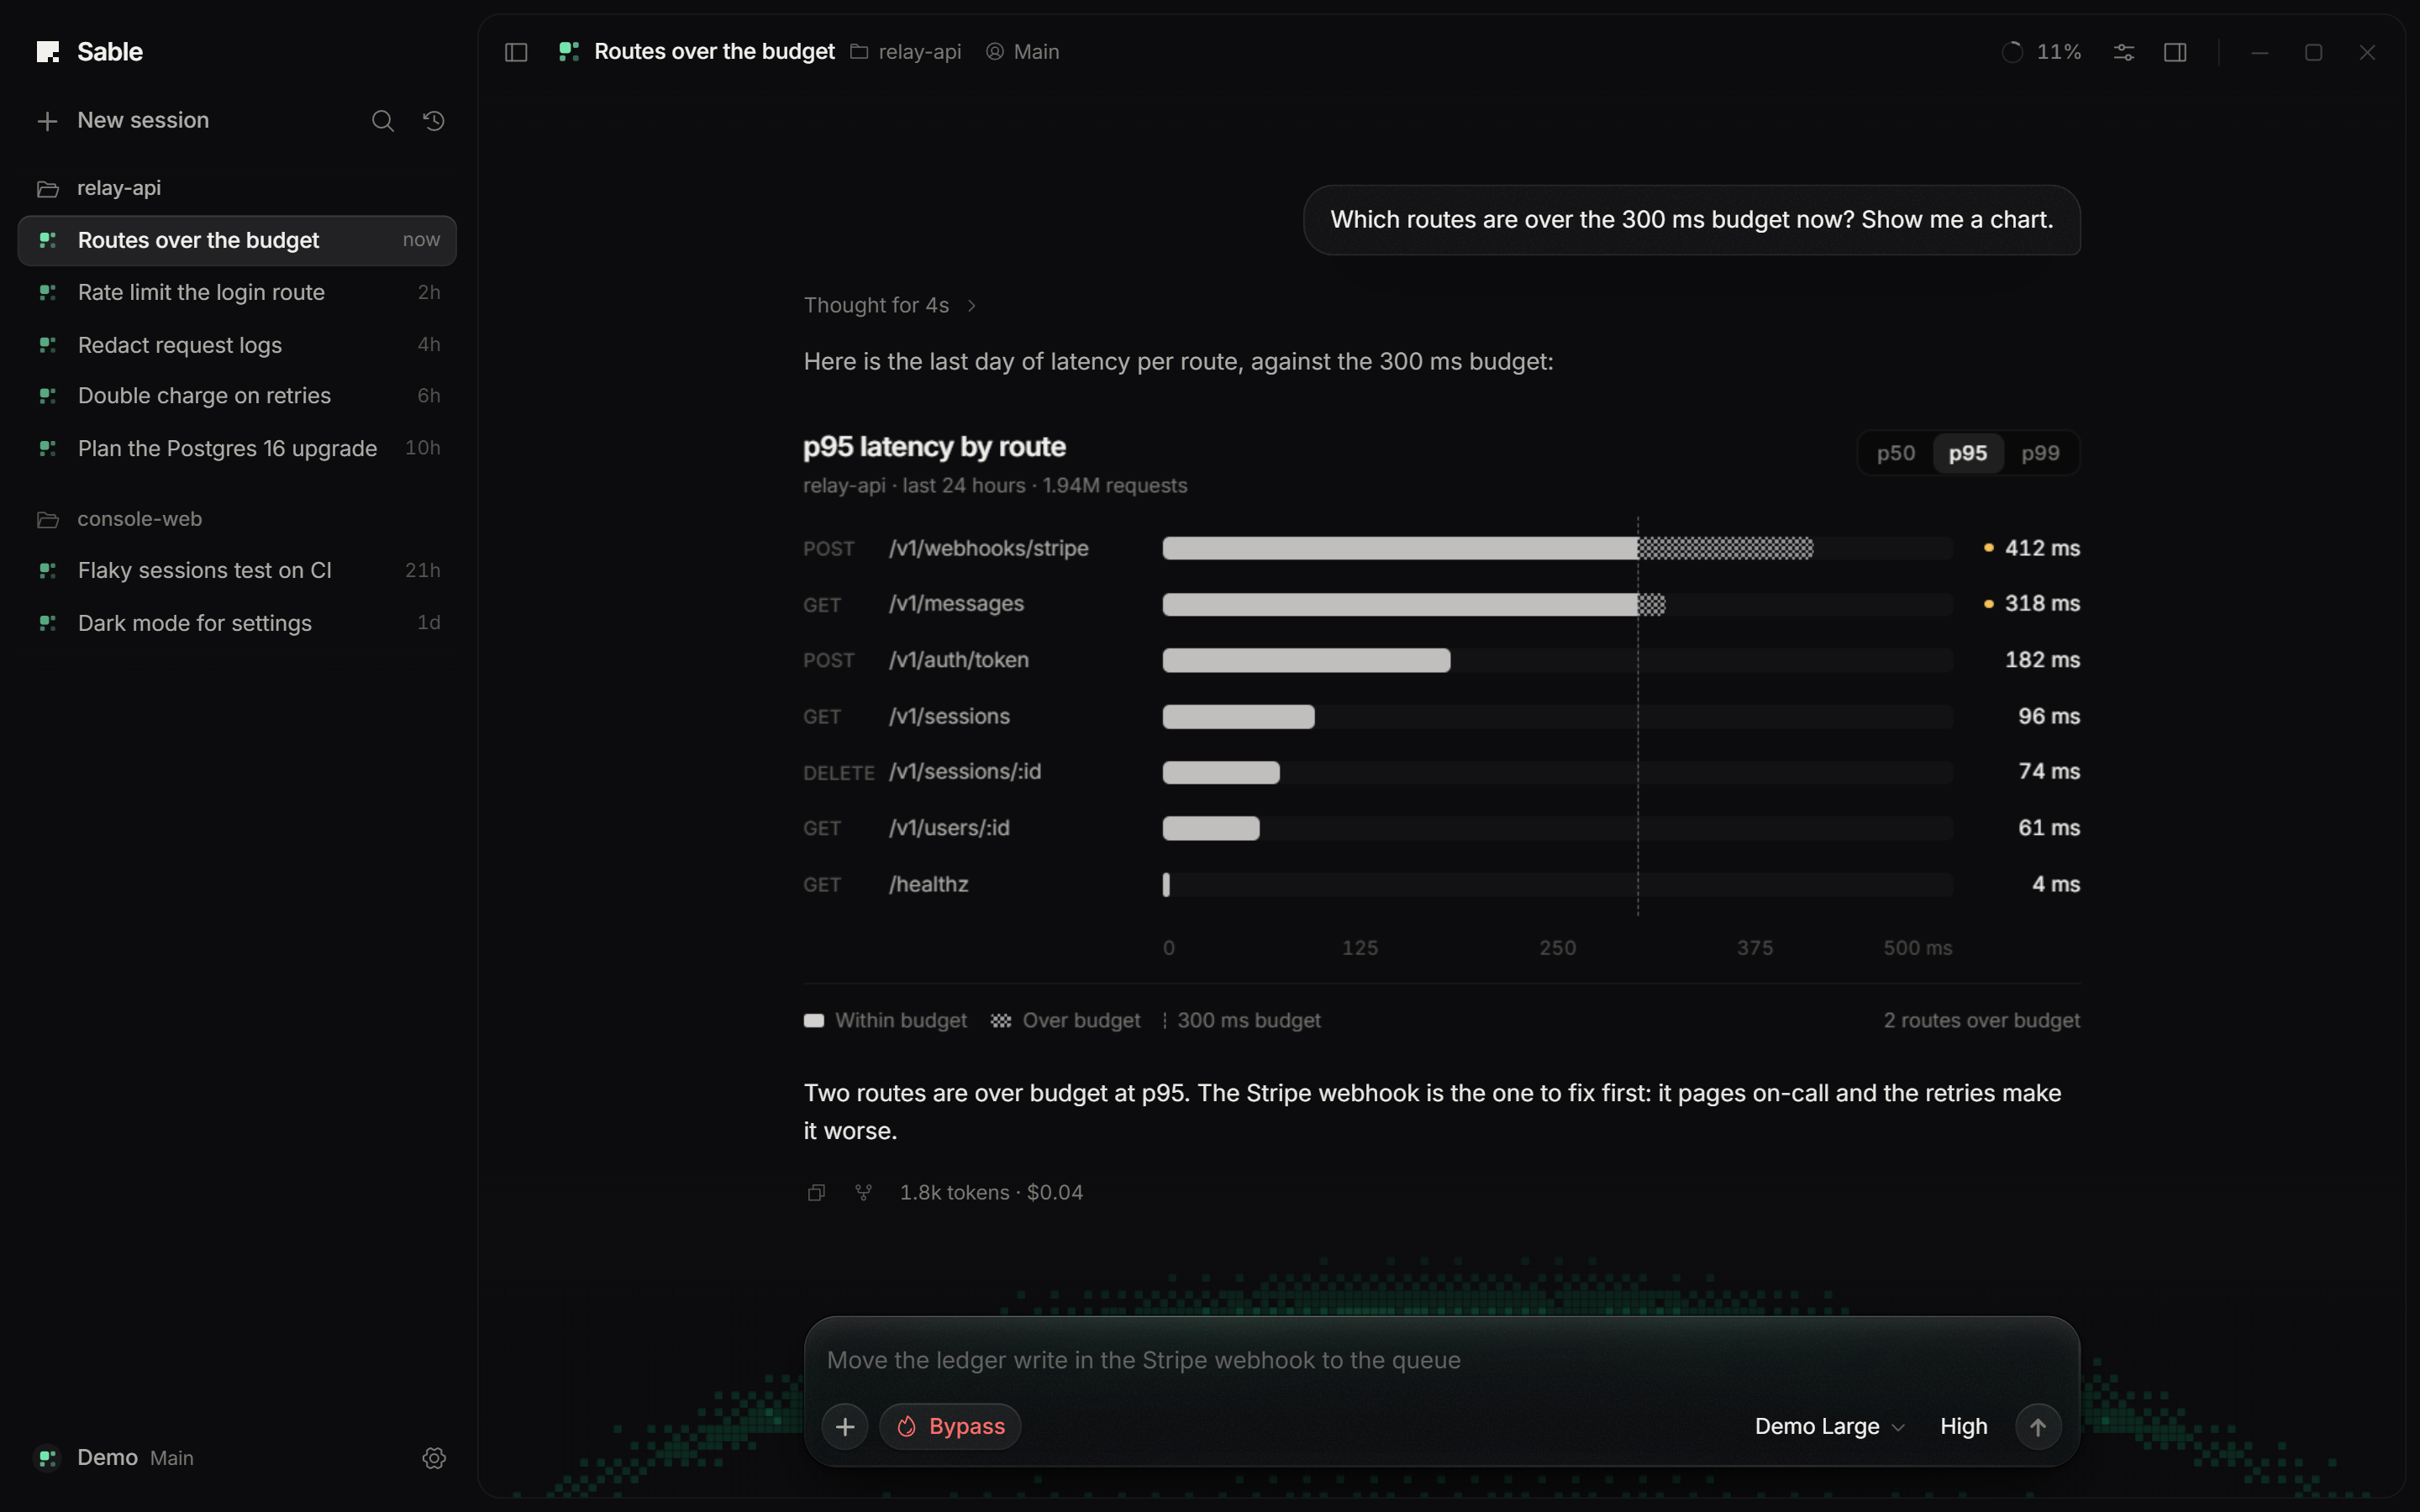 Sable
New session
relay-api
Routes over the budget now
Rate limit the login route 2h
Redact request logs 4h
Double charge on retries 6h
Plan the Postgres 16 upgrade 10h
console-web
Flaky sessions test on CI 21h
Dark mode for settings 1d
Demo Main
Routes over the budget relay-api Main 11%
Which routes are over the 300 ms budget now? Show me a chart.
Thought for 4s
Here is the last day of latency per route, against the 300 ms budget:
p95 latency by route
p50 p95 p99
relay-api · last 24 hours · 1.94M requests
POST /v1/webhooks/stripe 412 ms
GET /v1/messages 318 ms
POST /v1/auth/token 182 ms
GET /v1/sessions 96 ms
DELETE /v1/sessions/:id 74 ms
GET /v1/users/:id 61 ms
GET /healthz 4 ms
0 125 250 375 500 ms
Within budget Over budget 300 ms budget 2 routes over budget
Two routes are over budget at p95. The Stripe webhook is the one to fix first: it pages on-call and the retries make
it worse.
1.8k tokens · $0.04
Move the ledger write in the Stripe webhook to the queue
Bypass Demo Large High